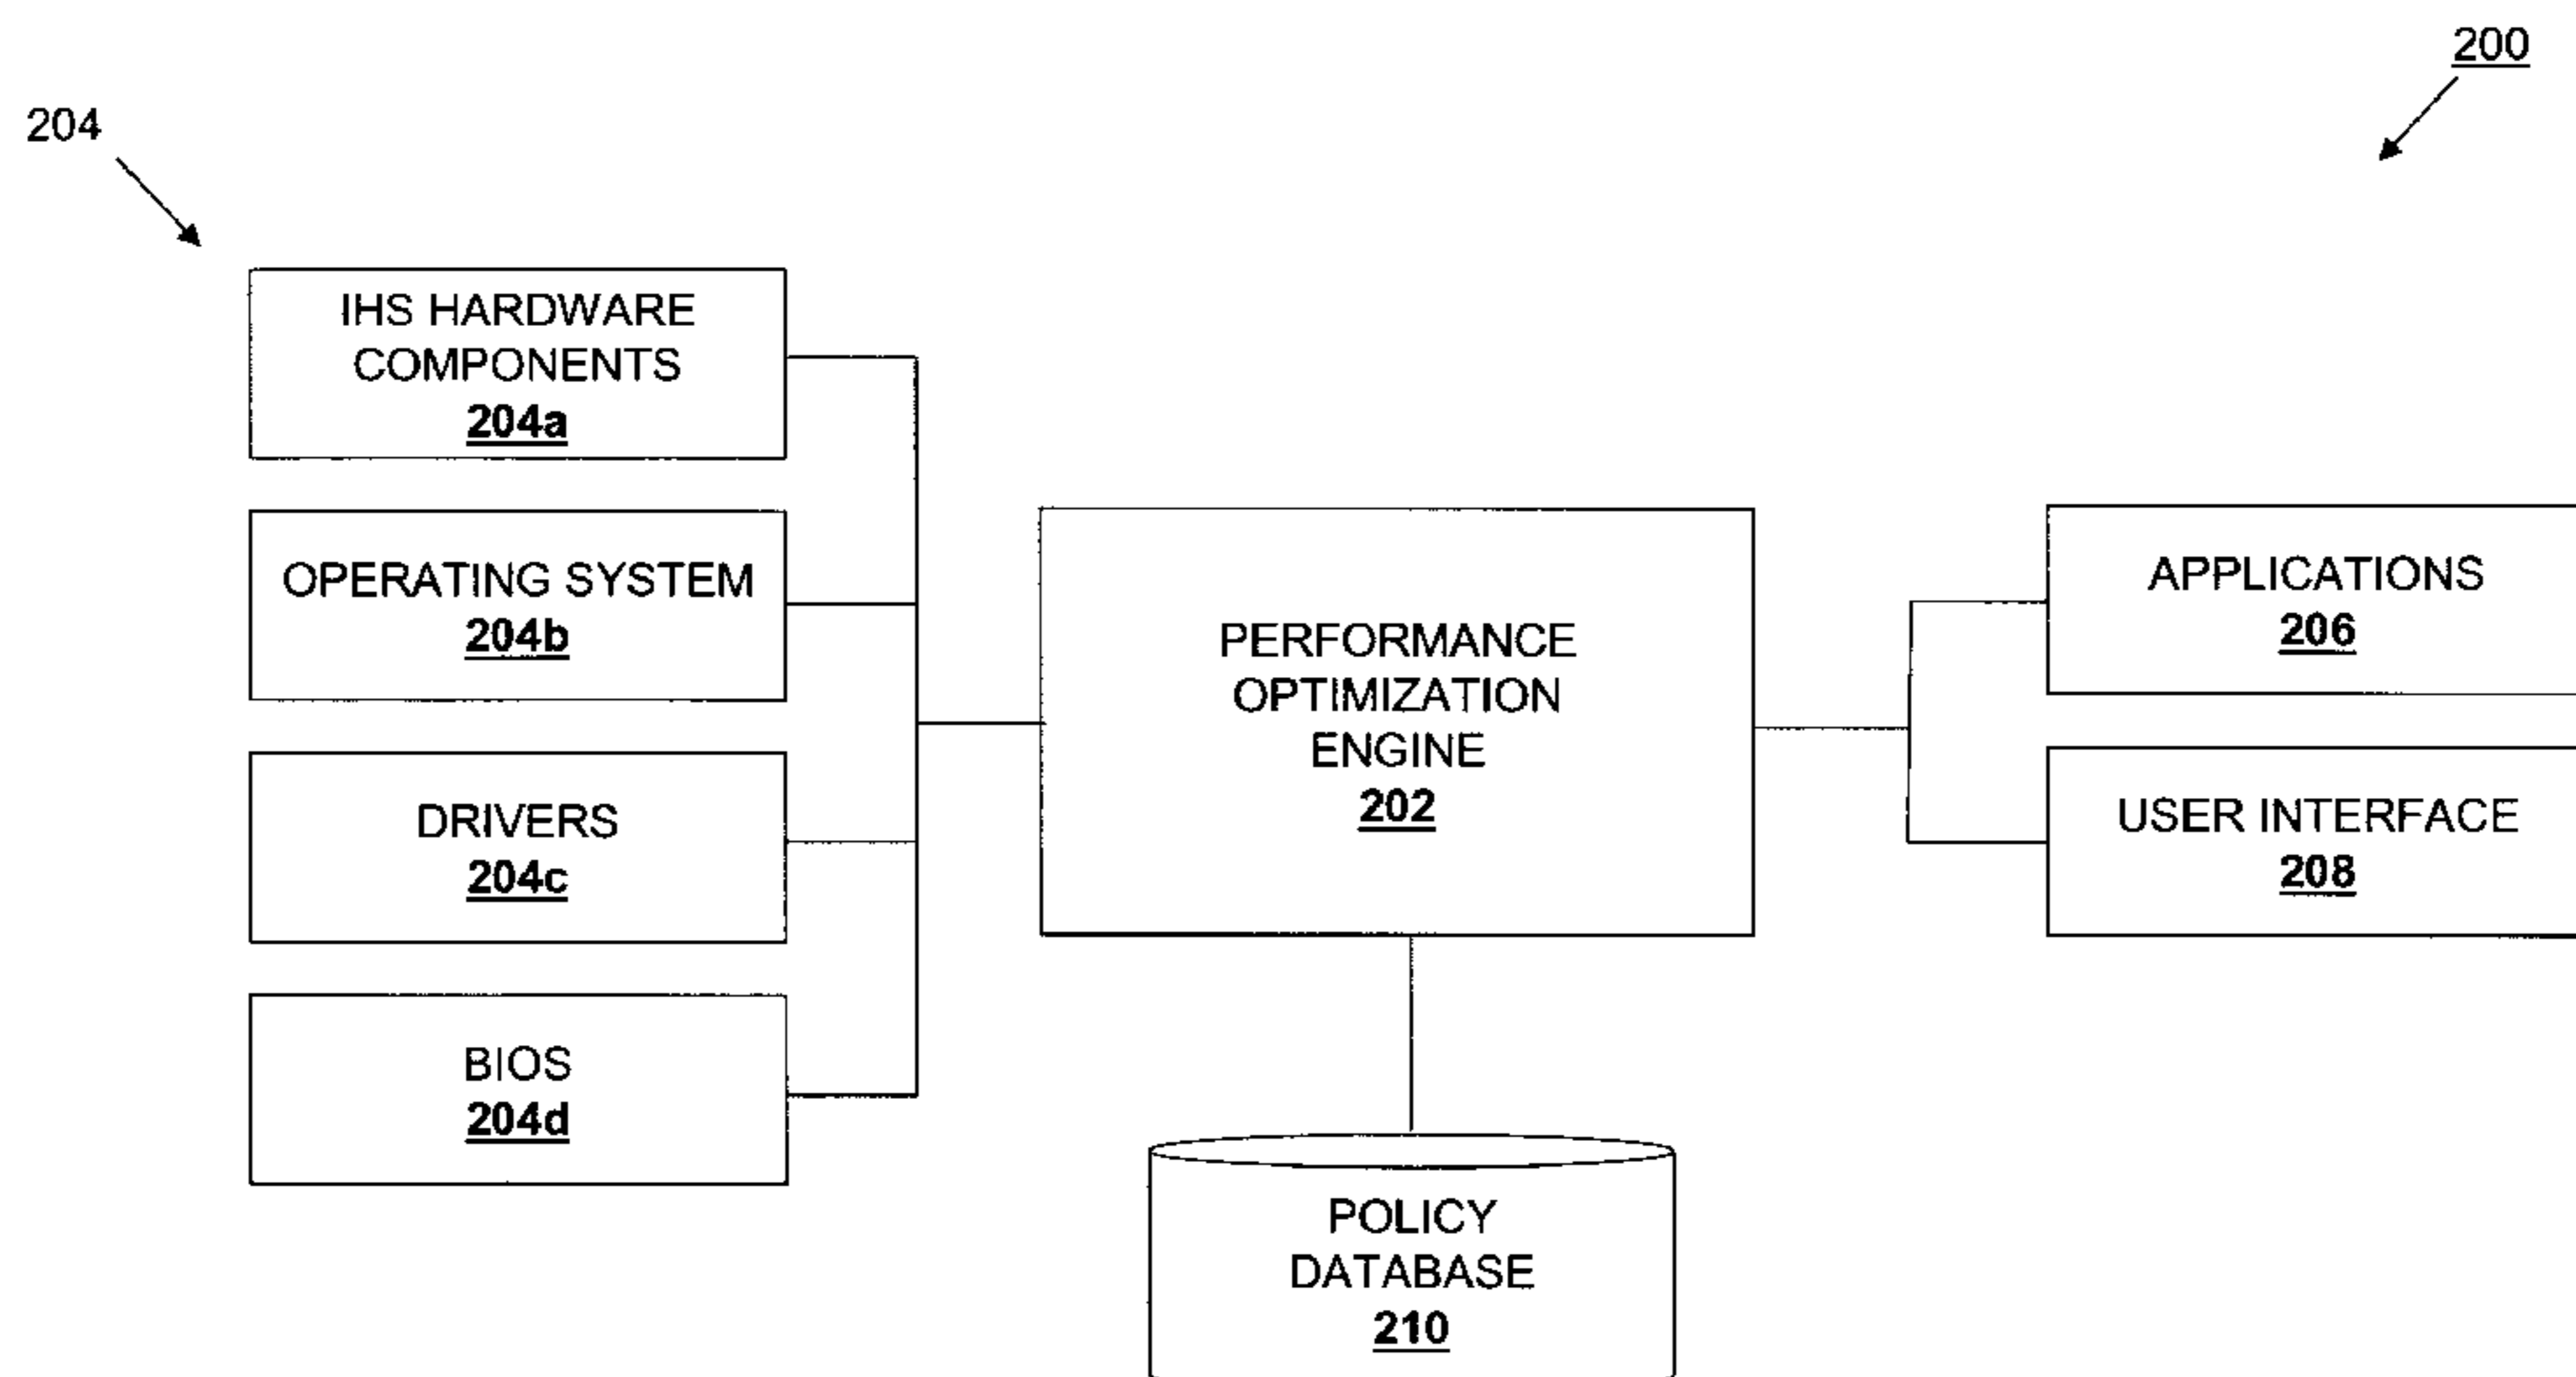 200
204
IHS HARDWARE
COMPONENTS
204a
OPERATING SYSTEM
204b
DRIVERS
204c
BIOS
204d
PERFORMANCE
OPTIMIZATION
ENGINE
202
APPLICATIONS
206
USER INTERFACE
208
POLICY
DATABASE
210